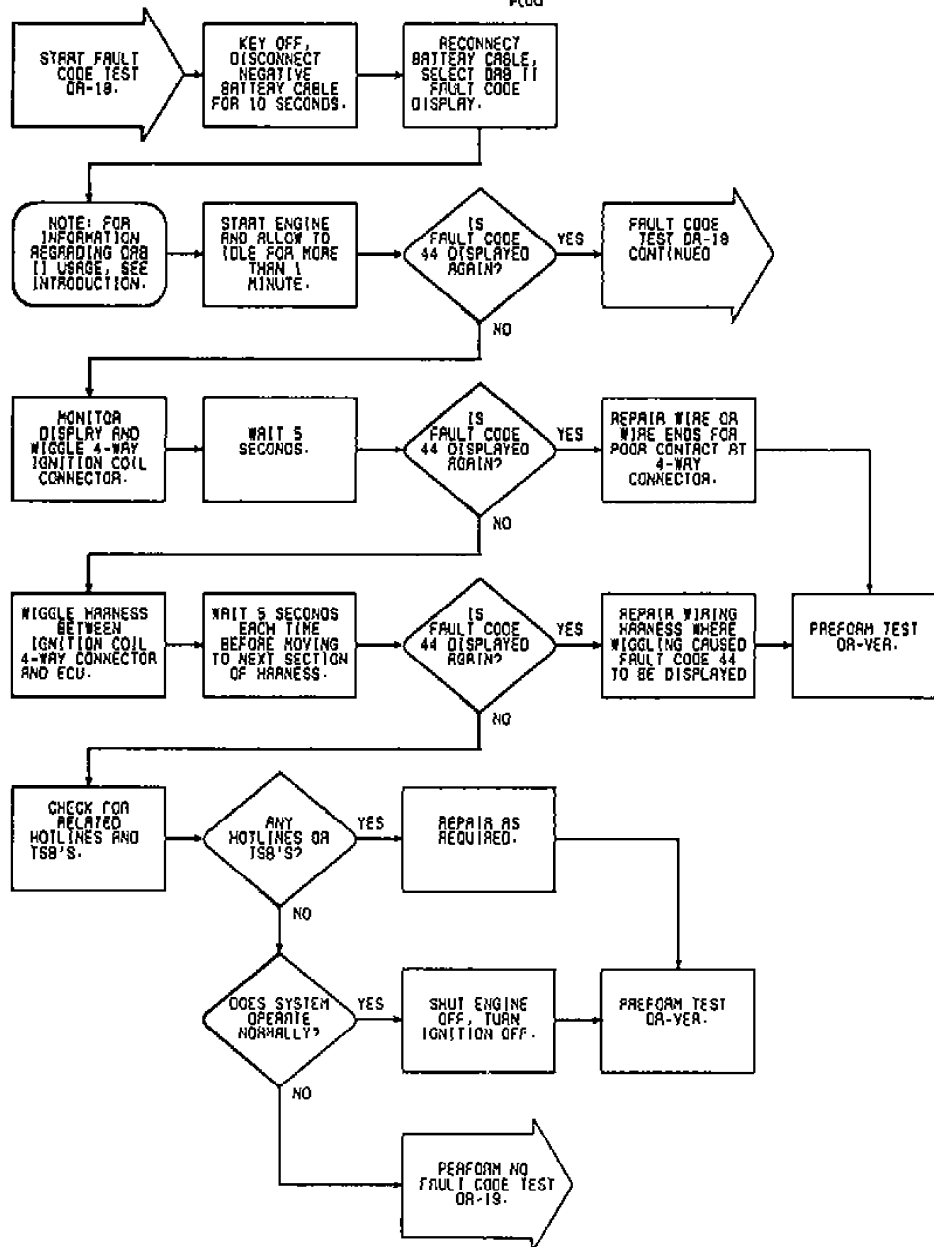 START FAULT
CODE TEST
DR-18.
KEY OFF,
DISCONNECT
NEGATIVE
BATTERY CABLE
FOR 10 SECONDS.
RECONNECT
BATTERY CABLE,
SELECT DRB II
FAULT CODE
DISPLAY.
NOTE: FOR
INFORMATION
REGARDING DRB
II USAGE, SEE
INTRODUCTION.
START ENGINE
AND ALLOW TO
IDLE FOR MORE
THAN 1
MINUTE.
IS
FAULT CODE
44 DISPLAYED
AGAIN?
YES
FAULT CODE
TEST DR-18
CONTINUED
NO
MONITOR
DISPLAY AND
WIGGLE 4-WAY
IGNITION COIL
CONNECTOR.
WAIT 5
SECONDS.
IS
FAULT CODE
44 DISPLAYED
AGAIN?
YES
REPAIR WIRE OR
WIRE ENDS FOR
POOR CONTACT AT
4-WAY
CONNECTOR.
NO
WIGGLE HARNESS
BETWEEN
IGNITION COIL
4-WAY CONNECTOR
AND ECU.
WAIT 5 SECONDS
EACH TIME
BEFORE MOVING
TO NEXT SECTION
OF HARNESS.
IS
FAULT CODE
44 DISPLAYED
AGAIN?
YES
REPAIR WIRING
HARNESS WHERE
WIGGLING CAUSED
FAULT CODE 44
TO BE DISPLAYED
PREFORM TEST
DR-VER.
NO
CHECK FOR
RELATED
HOTLINES AND
TSB'S.
ANY
HOTLINES OR
TSB'S?
YES
REPAIR AS
REQUIRED.
NO
DOES SYSTEM
OPERATE
NORMALLY?
YES
SHUT ENGINE
OFF, TURN
IGNITION OFF.
PREFORM TEST
DR-VER.
NO
PERFORM NO
FAULT CODE TEST
DR-19.